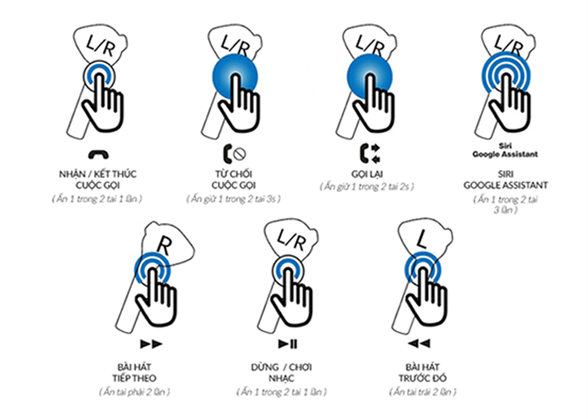 L/R
L/R
L/R
L/R
Siri
Google Assistant
NHẬN / KẾT THÚC
CUỘC GỌI
( Ấn 1 trong 2 tai 1 lần )
TỪ CHỐI
CUỘC GỌI
( Ấn giữ 1 trong 2 tai 3s )
GỌI LẠI
( Ấn giữ 1 trong 2 tai 2s )
SIRI
GOOGLE ASSISTANT
( Ấn 1 trong 2 tai
3 lần )
R
L/R
L
BÀI HÁT
TIẾP THEO
( Ấn tai phải 2 lần )
DỪNG / CHƠI
NHẠC
( Ấn 1 trong 2 tai 1 lần )
BÀI HÁT
TRƯỚC ĐÓ
( Ấn tai trái 2 lần )